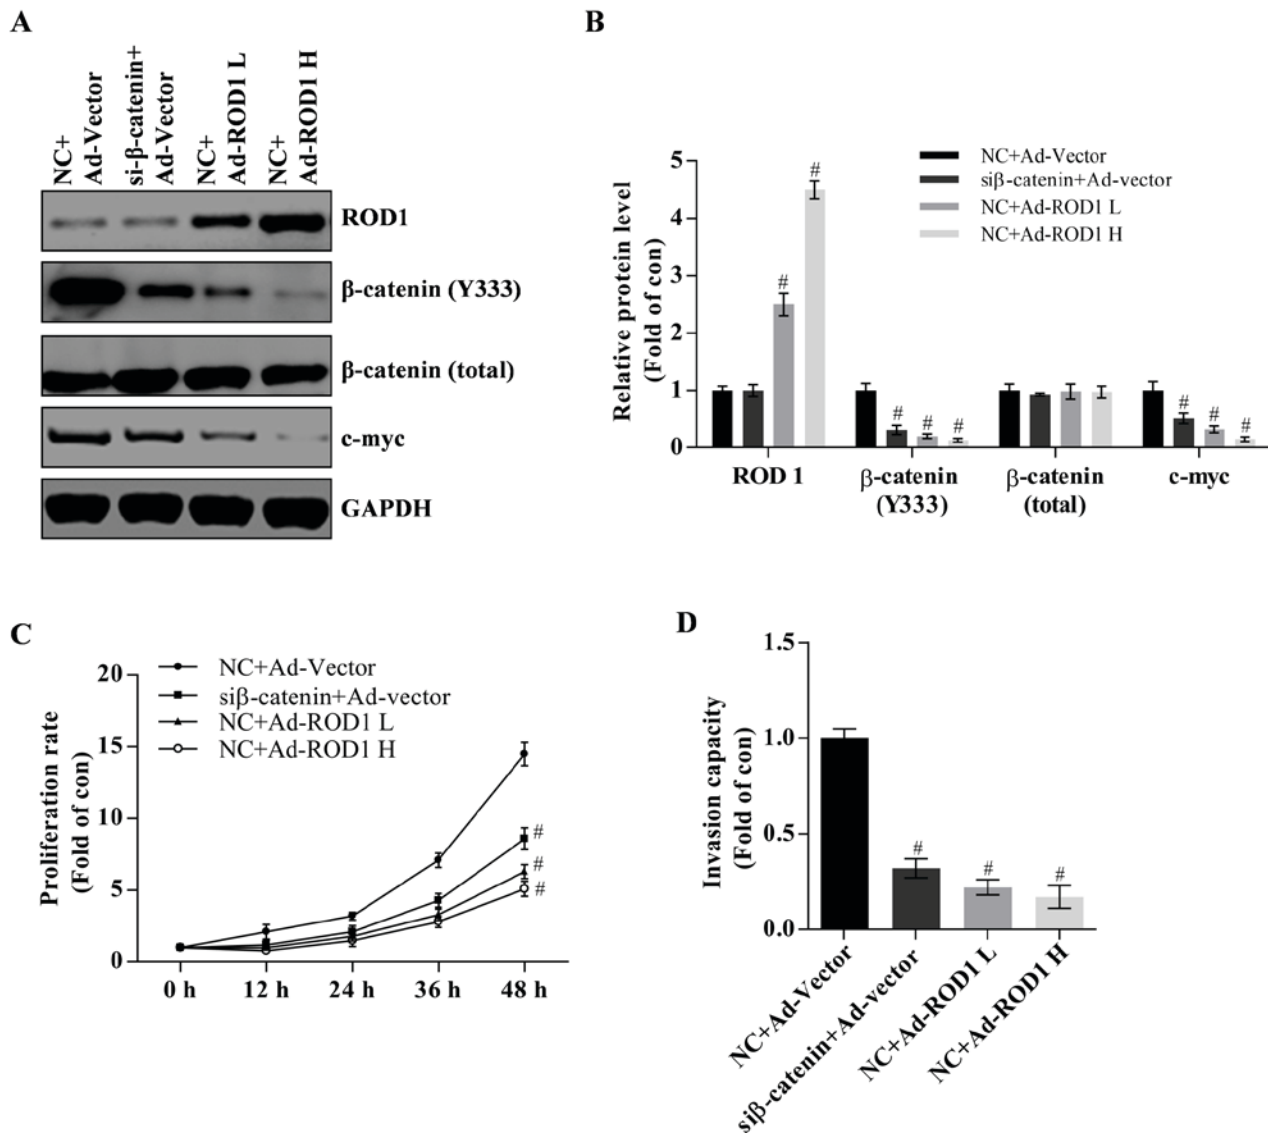 A
NC+
Ad-Vector
si-β-catenin+
Ad-Vector
NC+
Ad-ROD1 L
NC+
Ad-ROD1 H
ROD1
β-catenin (Y333)
β-catenin (total)
c-myc
GAPDH
B
NC+Ad-Vector
siβ-catenin+Ad-vector
NC+Ad-ROD1 L
NC+Ad-ROD1 H
Relative protein level
(Fold of con)
5
4
3
2
1
0
#
#
#
#
#
#
#
#
ROD 1
β-catenin
(Y333)
β-catenin
(total)
c-myc
C
NC+Ad-Vector
siβ-catenin+Ad-vector
NC+Ad-ROD1 L
NC+Ad-ROD1 H
Proliferation rate
(Fold of con)
20
15
10
5
0
#
#
#
0 h
12 h
24 h
36 h
48 h
D
Invasion capacity
(Fold of con)
1.5
1.0
0.5
0.0
#
#
#
NC+Ad-Vector
siβ-catenin+Ad-vector
NC+Ad-ROD1 L
NC+Ad-ROD1 H